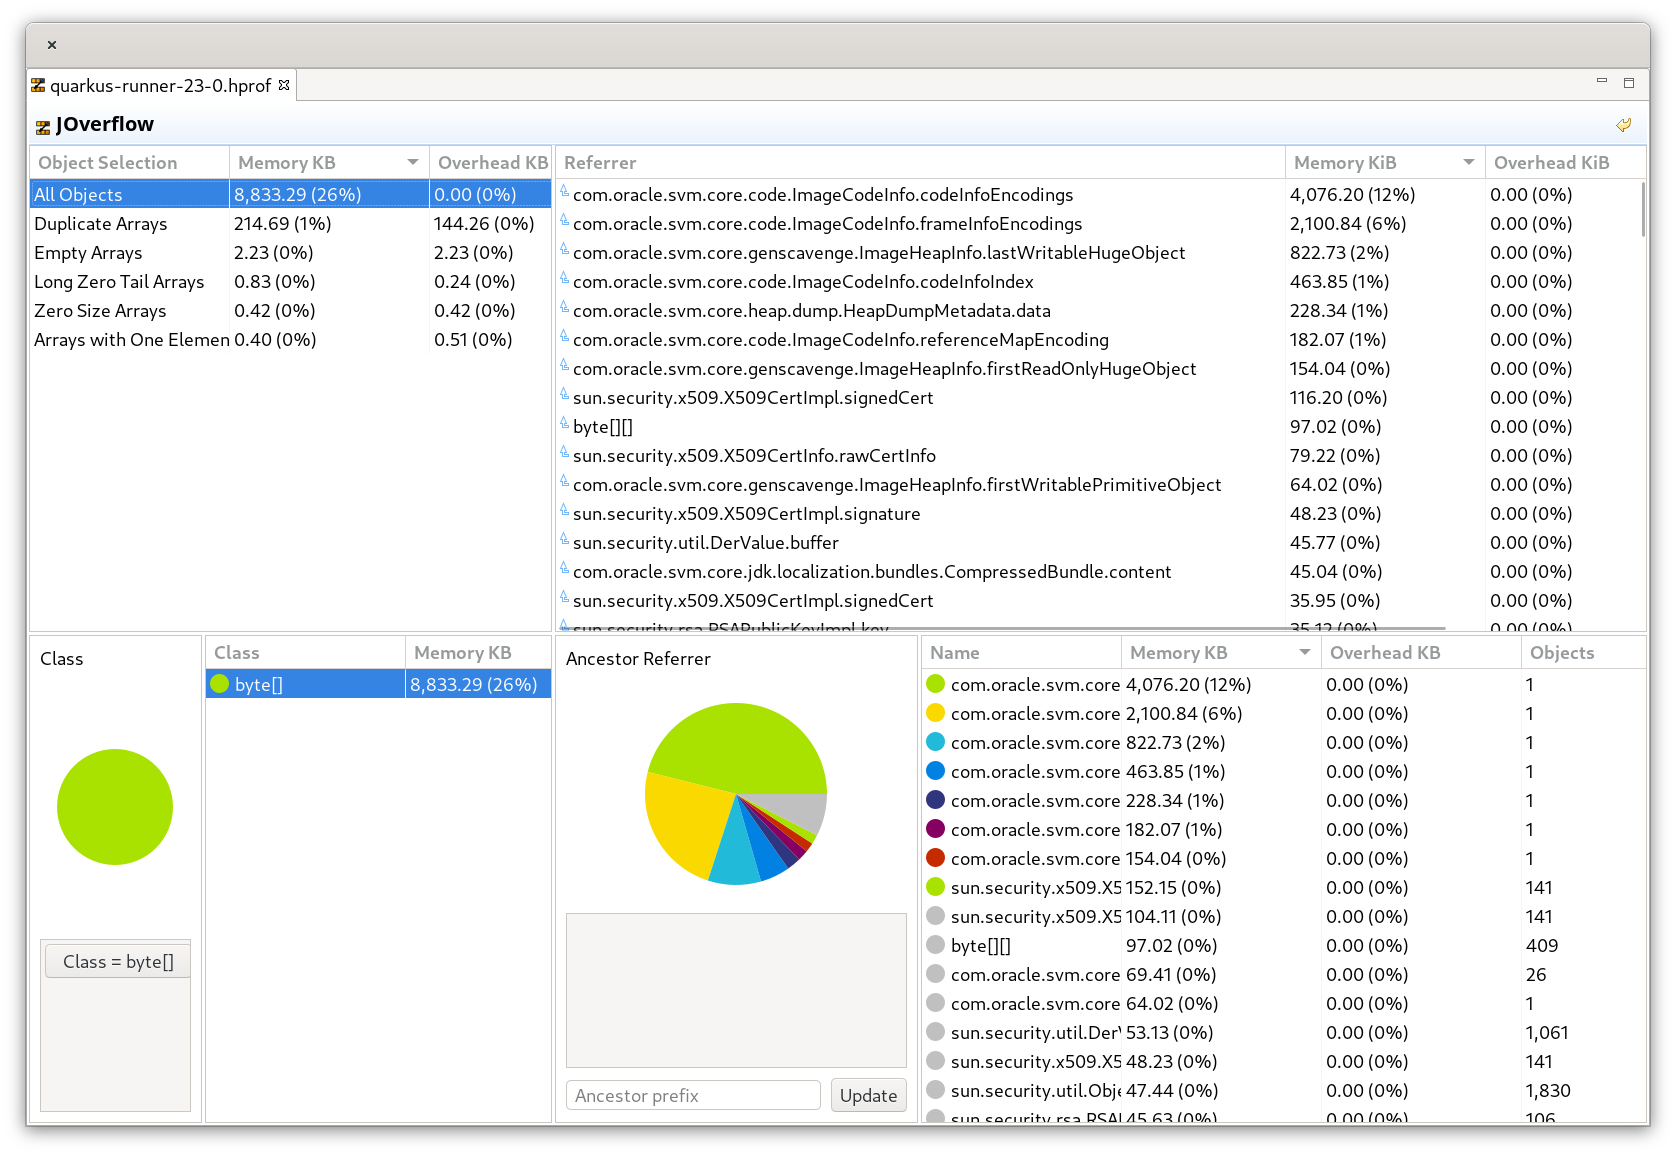 quarkus-runner-23-0.hprof
JOverflow
Object Selection Memory KB Overhead KB
All Objects 8,833.29 (26%) 0.00 (0%)
Duplicate Arrays 214.69 (1%) 144.26 (0%)
Empty Arrays 2.23 (0%) 2.23 (0%)
Long Zero Tail Arrays 0.83 (0%) 0.24 (0%)
Zero Size Arrays 0.42 (0%) 0.42 (0%)
Arrays with One Elemen 0.40 (0%) 0.51 (0%)
Referrer Memory KiB Overhead KiB
com.oracle.svm.core.code.ImageCodeInfo.codeInfoEncodings 4,076.20 (12%) 0.00 (0%)
com.oracle.svm.core.code.ImageCodeInfo.frameInfoEncodings 2,100.84 (6%) 0.00 (0%)
com.oracle.svm.core.genscavenge.ImageHeapInfo.lastWritableHugeObject 822.73 (2%) 0.00 (0%)
com.oracle.svm.core.code.ImageCodeInfo.codeInfoIndex 463.85 (1%) 0.00 (0%)
com.oracle.svm.core.heap.dump.HeapDumpMetadata.data 228.34 (1%) 0.00 (0%)
com.oracle.svm.core.code.ImageCodeInfo.referenceMapEncoding 182.07 (1%) 0.00 (0%)
com.oracle.svm.core.genscavenge.ImageHeapInfo.firstReadOnlyHugeObject 154.04 (0%) 0.00 (0%)
sun.security.x509.X509CertImpl.signedCert 116.20 (0%) 0.00 (0%)
byte[][] 97.02 (0%) 0.00 (0%)
sun.security.x509.X509CertInfo.rawCertInfo 79.22 (0%) 0.00 (0%)
com.oracle.svm.core.genscavenge.ImageHeapInfo.firstWritablePrimitiveObject 64.02 (0%) 0.00 (0%)
sun.security.x509.X509CertImpl.signature 48.23 (0%) 0.00 (0%)
sun.security.util.DerValue.buffer 45.77 (0%) 0.00 (0%)
com.oracle.svm.core.jdk.localization.bundles.CompressedBundle.content 45.04 (0%) 0.00 (0%)
sun.security.x509.X509CertImpl.signedCert 35.95 (0%) 0.00 (0%)
sun.security.rsa.RSAPublicKeyImpl.key 35.12 (0%) 0.00 (0%)
Class
Class = byte[]
Class Memory KB
byte[] 8,833.29 (26%)
Ancestor Referrer
Ancestor prefix Update
Name Memory KB Overhead KB Objects
com.oracle.svm.core 4,076.20 (12%) 0.00 (0%) 1
com.oracle.svm.core 2,100.84 (6%) 0.00 (0%) 1
com.oracle.svm.core 822.73 (2%) 0.00 (0%) 1
com.oracle.svm.core 463.85 (1%) 0.00 (0%) 1
com.oracle.svm.core 228.34 (1%) 0.00 (0%) 1
com.oracle.svm.core 182.07 (1%) 0.00 (0%) 1
com.oracle.svm.core 154.04 (0%) 0.00 (0%) 1
sun.security.x509.X5 152.15 (0%) 0.00 (0%) 141
sun.security.x509.X5 104.11 (0%) 0.00 (0%) 141
byte[][] 97.02 (0%) 0.00 (0%) 409
com.oracle.svm.core 69.41 (0%) 0.00 (0%) 26
com.oracle.svm.core 64.02 (0%) 0.00 (0%) 1
sun.security.util.Der 53.13 (0%) 0.00 (0%) 1,061
sun.security.x509.X5 48.23 (0%) 0.00 (0%) 141
sun.security.util.Obje 47.44 (0%) 0.00 (0%) 1,830
sun.security.rsa.RSA 45.63 (0%) 0.00 (0%) 106